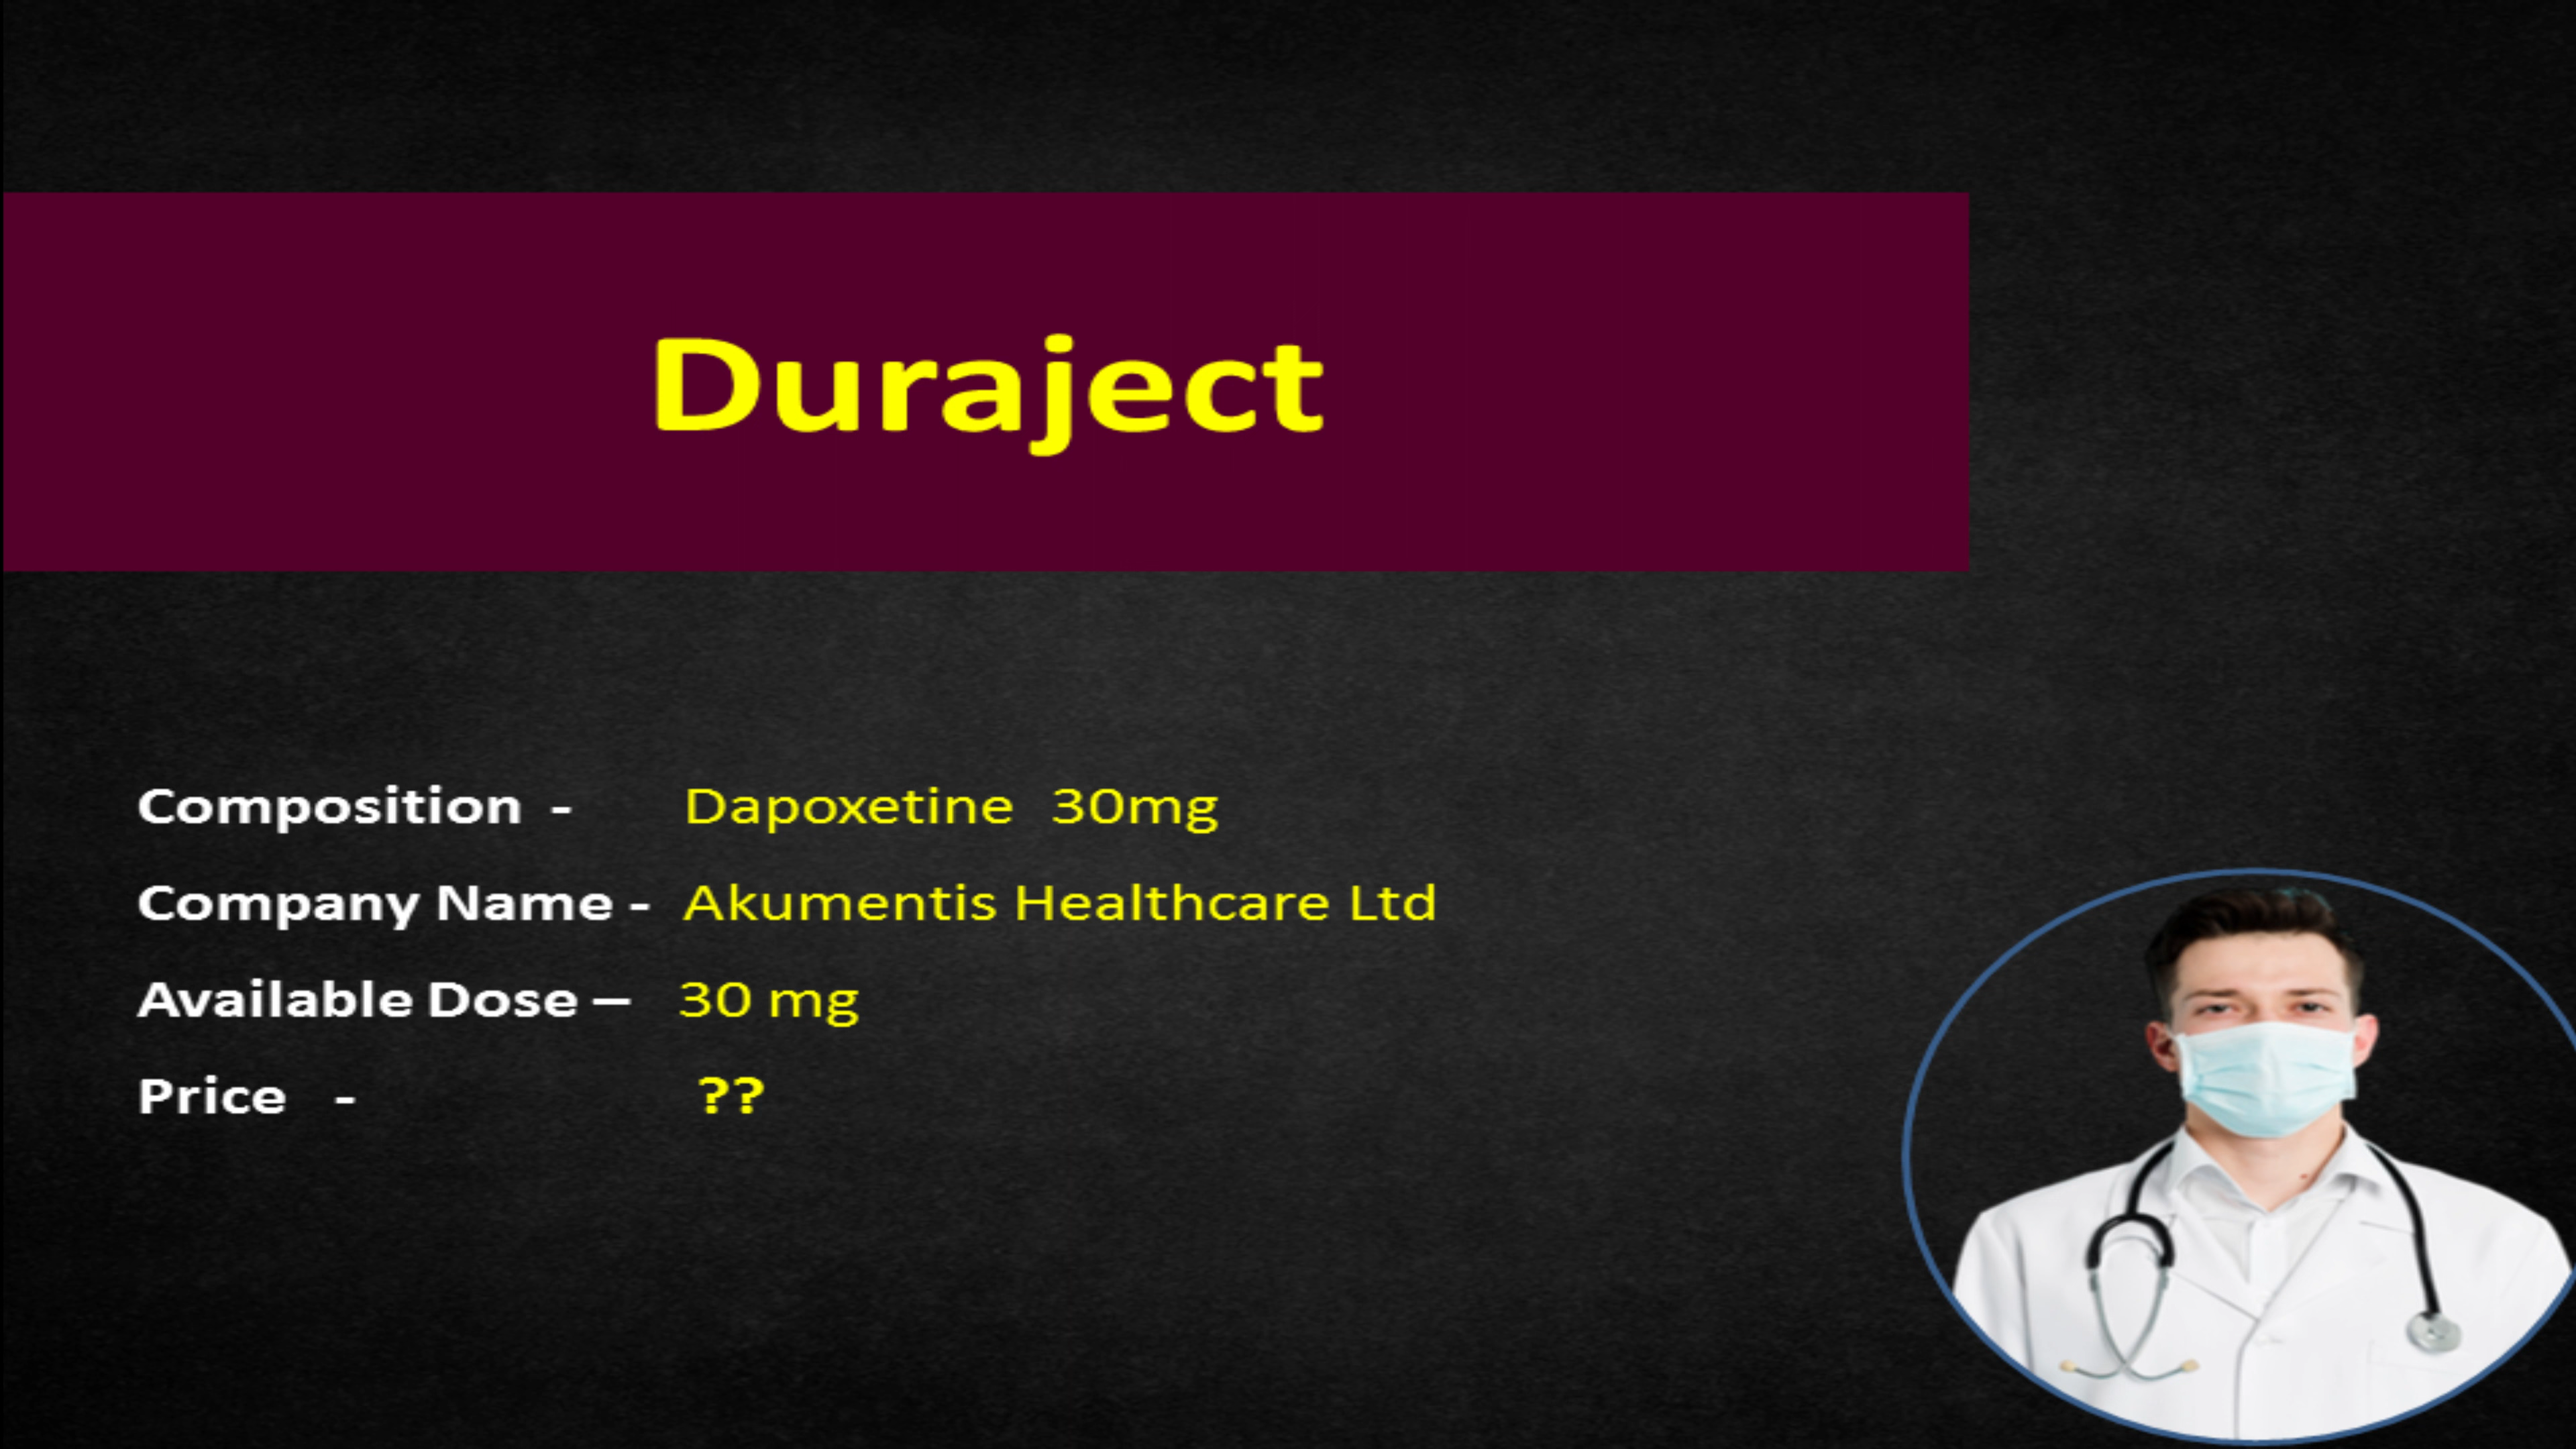 Duraject
Composition - Dapoxetine 30mg
Company Name - Akumentis Healthcare Ltd
Available Dose – 30 mg
Price - ??